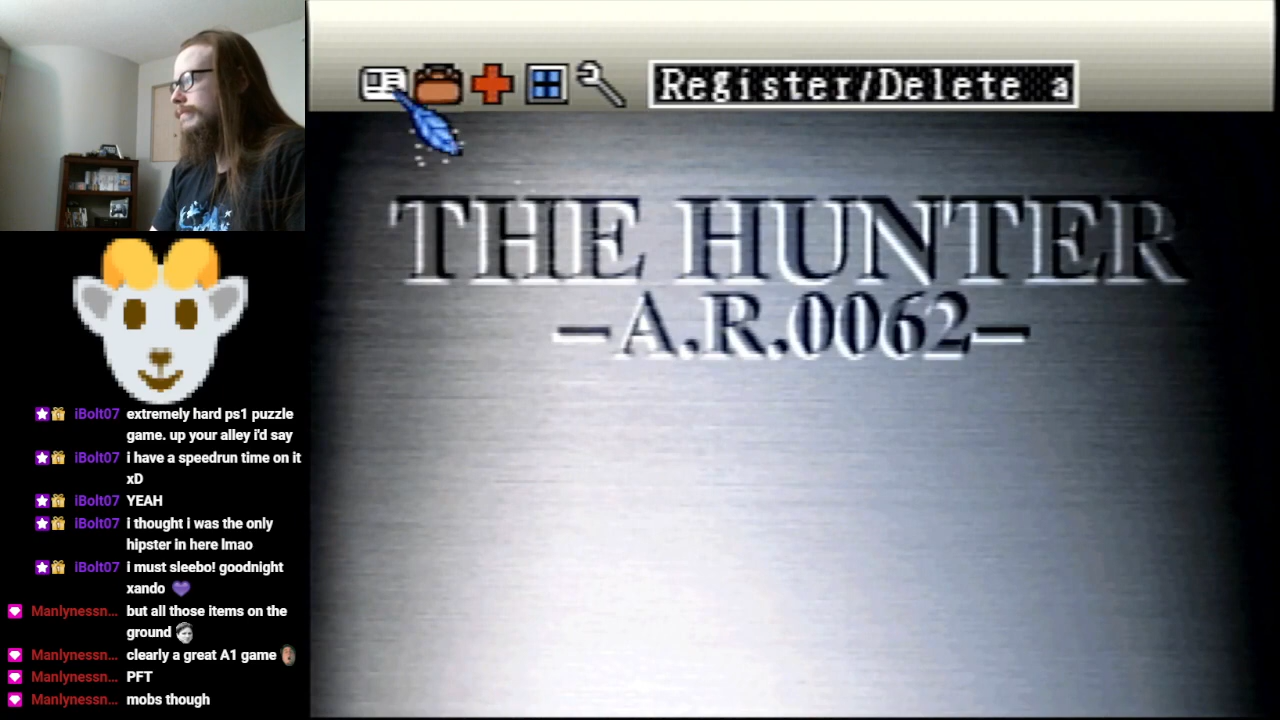 Register/Delete a
THE HUNTER
–A.R.0062–
iBolt07 extremely hard ps1 puzzle
game. up your alley i'd say
iBolt07 i have a speedrun time on it
xD
iBolt07 YEAH
iBolt07 i thought i was the only
hipster in here lmao
iBolt07 i must sleebo! goodnight
xando
Manlynessn... but all those items on the
ground
Manlynessn... clearly a great A1 game
Manlynessn... PFT
Manlynessn... mobs though